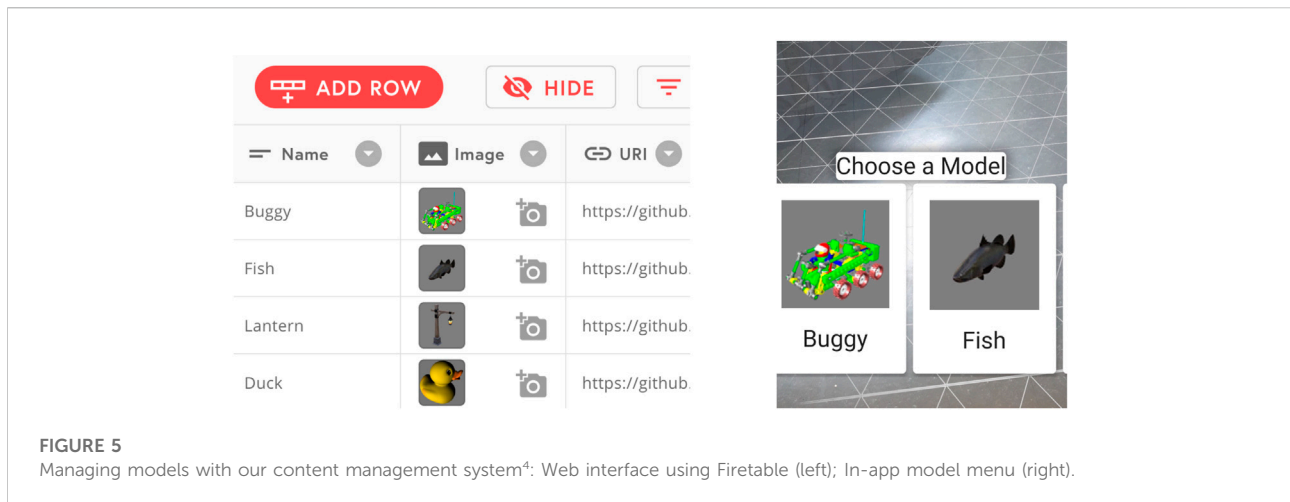 ADD ROW HIDE
Name Image URI
Buggy https://github.
Fish https://github.
Lantern https://github.
Duck https://github.
Choose a Model
Buggy Fish
FIGURE 5
Managing models with our content management system⁴: Web interface using Firetable (left); In-app model menu (right).